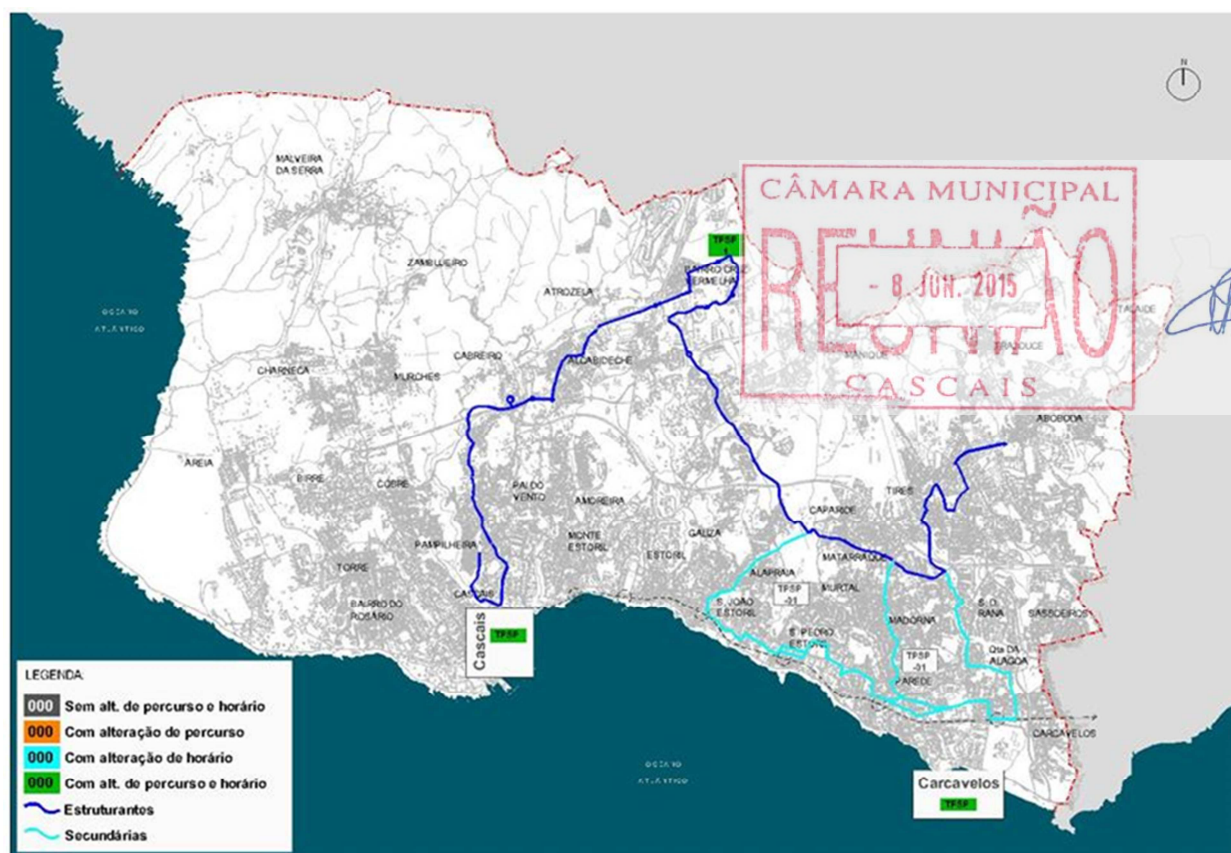 N
MALVEIRA
DA SERRA
CÂMARA MUNICIPAL
REUNIÃO
- 8. JUN. 2015
CASCAIS
TPSP
BAIRRO CRUZ
VERMELHA
ZAMBUJEIRO
ATROZELA
OCEANO
ATLÂNTICO
TALAIDE
TRAJOUCE
MANIQUE
CABREIRO
ALCABIDECHE
CHARNECA
MURCHES
ABOBODA
AREIA
BIRRE
COBRE
PAI DO
VENTO
AMOREIRA
TIRES
CAPARIDE
MONTE
ESTORIL
GALIZA
PAMPILHEIRA
ESTORIL
MATARRAQUE
TORRE
ALAPRAIA
MURTAL
CASCAIS
BAIRRO DO
ROSÁRIO
TPSP
-01
S. JOÃO
ESTORIL
S. D.
RANA
SASSOEIROS
MADORNA
S. PEDRO
ESTORIL
Cascais
TPSP
TPSP
-01
Qta DA
ALAGOA
PAREDE
CARCAVELOS
OCEANO
ATLÂNTICO
Carcavelos
TPSP
LEGENDA
000 Sem alt. de percurso e horário
000 Com alteração de percurso
000 Com alteração de horário
000 Com alt. de percurso e horário
Estruturantes
Secundárias